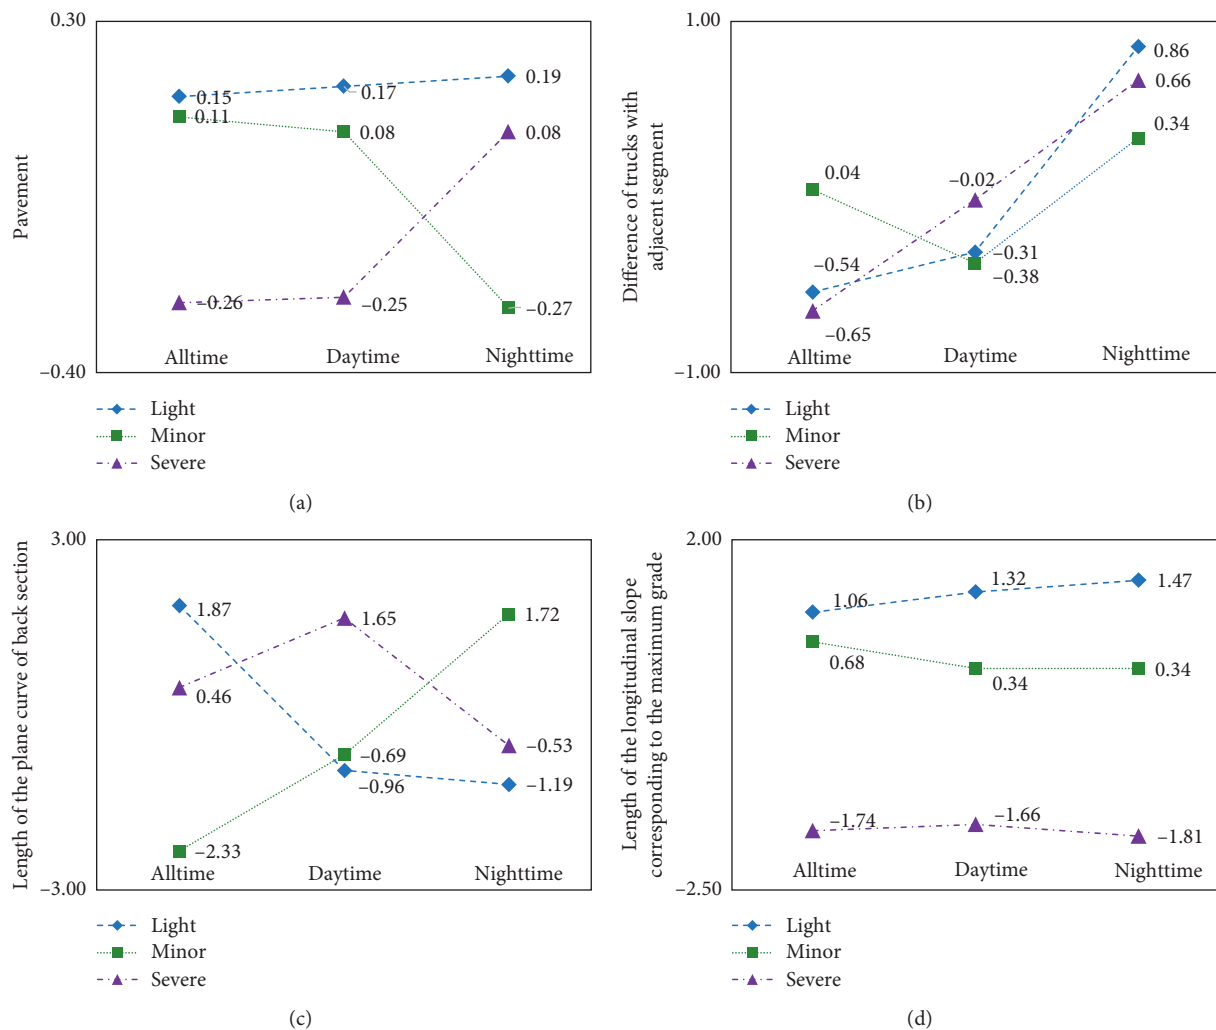 0.30
Pavement
0.15
0.17
0.19
0.11
0.08
0.08
–0.26
–0.25
–0.27
Alltime
Daytime
Nighttime
–0.40
Light
Minor
Severe
(a)
1.00
Difference of trucks with
adjacent segment
0.86
0.66
0.34
0.04
–0.02
–0.54
–0.31
–0.38
–0.65
Alltime
Daytime
Nighttime
–1.00
Light
Minor
Severe
(b)
3.00
Length of the plane curve of back section
1.87
1.65
1.72
0.46
–0.69
–0.53
–0.96
–1.19
–2.33
Alltime
Daytime
Nighttime
–3.00
Light
Minor
Severe
(c)
2.00
Length of the longitudinal slope
corresponding to the maximum grade
1.06
1.32
1.47
0.68
0.34
0.34
–1.74
–1.66
–1.81
Alltime
Daytime
Nighttime
–2.50
Light
Minor
Severe
(d)